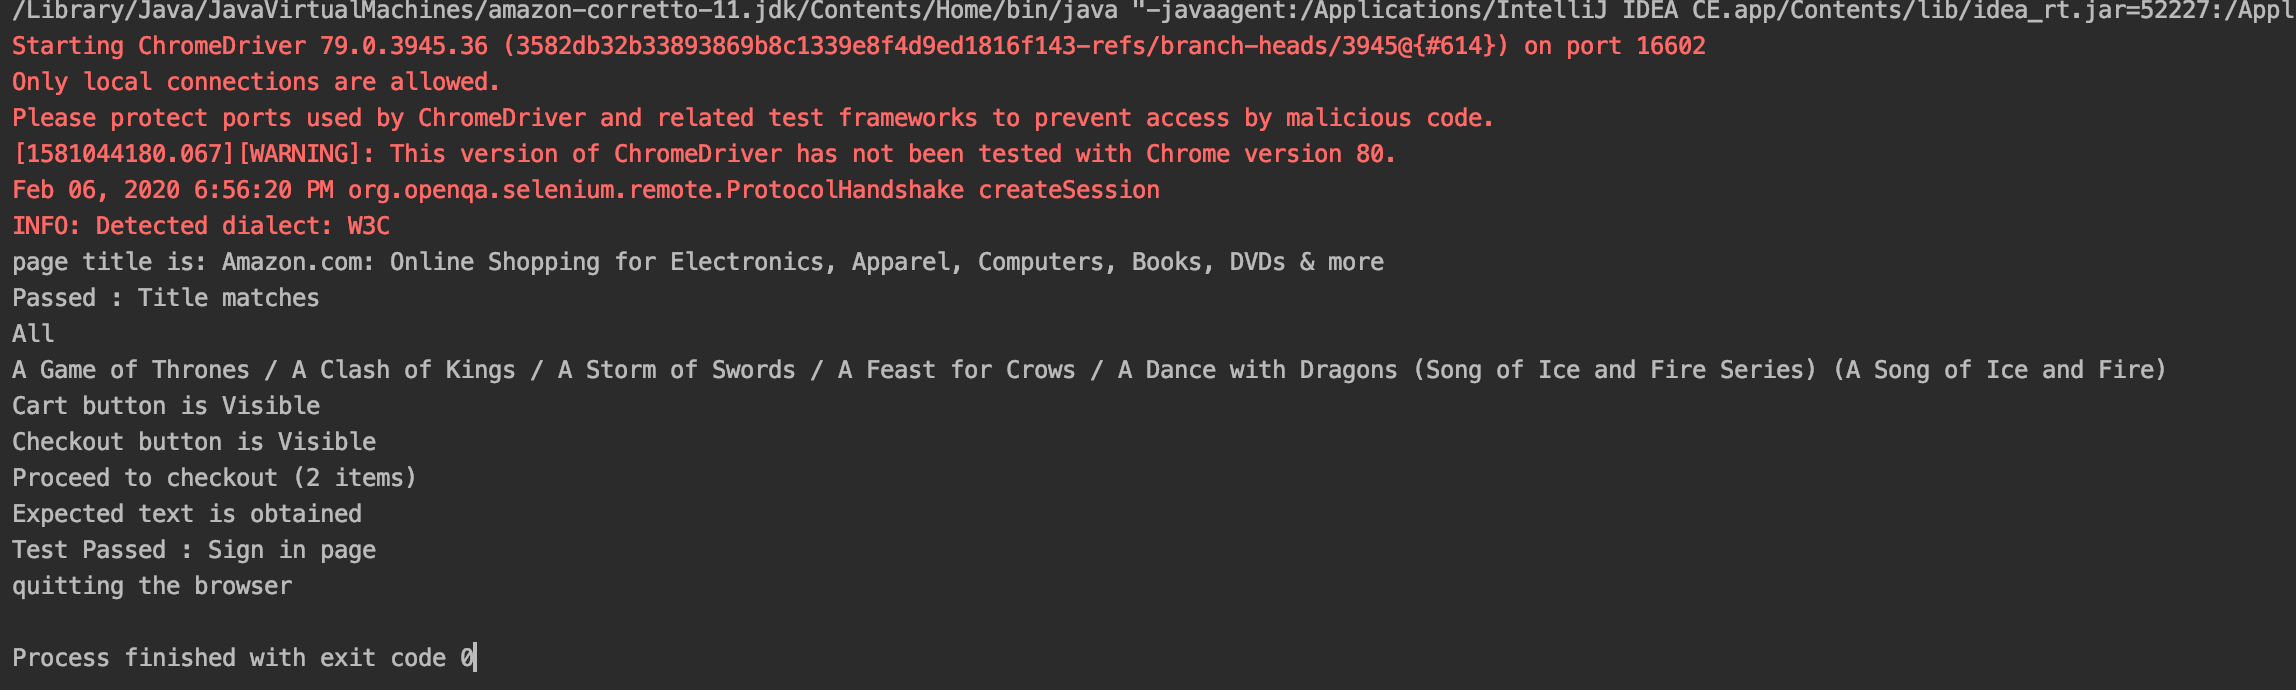 /Library/Java/JavaVirtualMachines/amazon-corretto-11.jdk/Contents/Home/bin/java "-javaagent:/Applications/IntelliJ IDEA CE.app/Contents/lib/idea_rt.jar=52227:/Appl
Starting ChromeDriver 79.0.3945.36 (3582db32b33893869b8c1339e8f4d9ed1816f143-refs/branch-heads/3945@{#614}) on port 16602
Only local connections are allowed.
Please protect ports used by ChromeDriver and related test frameworks to prevent access by malicious code.
[1581044180.067][WARNING]: This version of ChromeDriver has not been tested with Chrome version 80.
Feb 06, 2020 6:56:20 PM org.openqa.selenium.remote.ProtocolHandshake createSession
INFO: Detected dialect: W3C
page title is: Amazon.com: Online Shopping for Electronics, Apparel, Computers, Books, DVDs & more
Passed : Title matches
All
A Game of Thrones / A Clash of Kings / A Storm of Swords / A Feast for Crows / A Dance with Dragons (Song of Ice and Fire Series) (A Song of Ice and Fire)
Cart button is Visible
Checkout button is Visible
Proceed to checkout (2 items)
Expected text is obtained
Test Passed : Sign in page
quitting the browser
Process finished with exit code 0